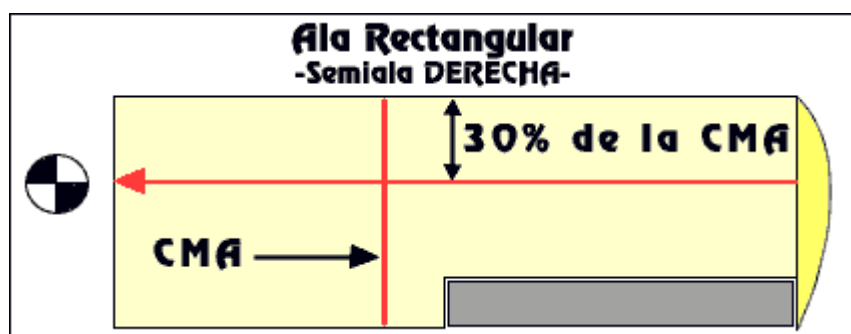 Ala Rectangular
-Semiala DERECHA-
30% de la CMA
CMA